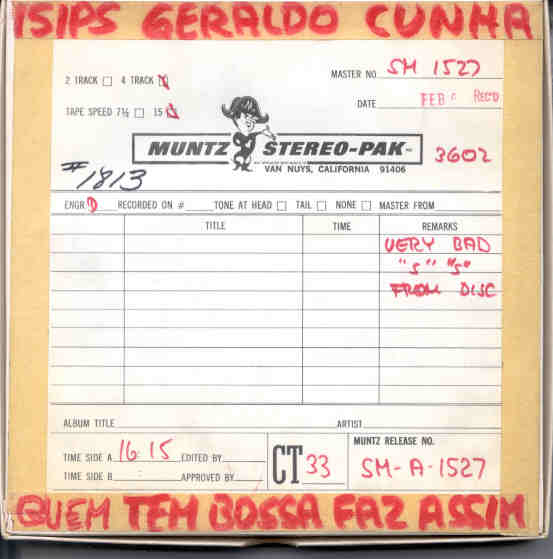 15IPS GERALDO CUNHA
2 TRACK 4 TRACK
MASTER NO. SM 1527
TAPE SPEED 7½ 15
DATE FEB RECD
MUNTZ STEREO-PAK
VAN NUYS, CALIFORNIA 91406
3602
#1813
ENGR. RECORDED ON # TONE AT HEAD TAIL NONE MASTER FROM
TITLE TIME REMARKS
VERY BAD
"S" "S"
FROM DISC
ALBUM TITLE ARTIST
TIME SIDE A 16:15 EDITED BY
TIME SIDE B : APPROVED BY
CT 33
MUNTZ RELEASE NO.
SM-A-1527
QUEM TEM BOSSA FAZ ASSIM